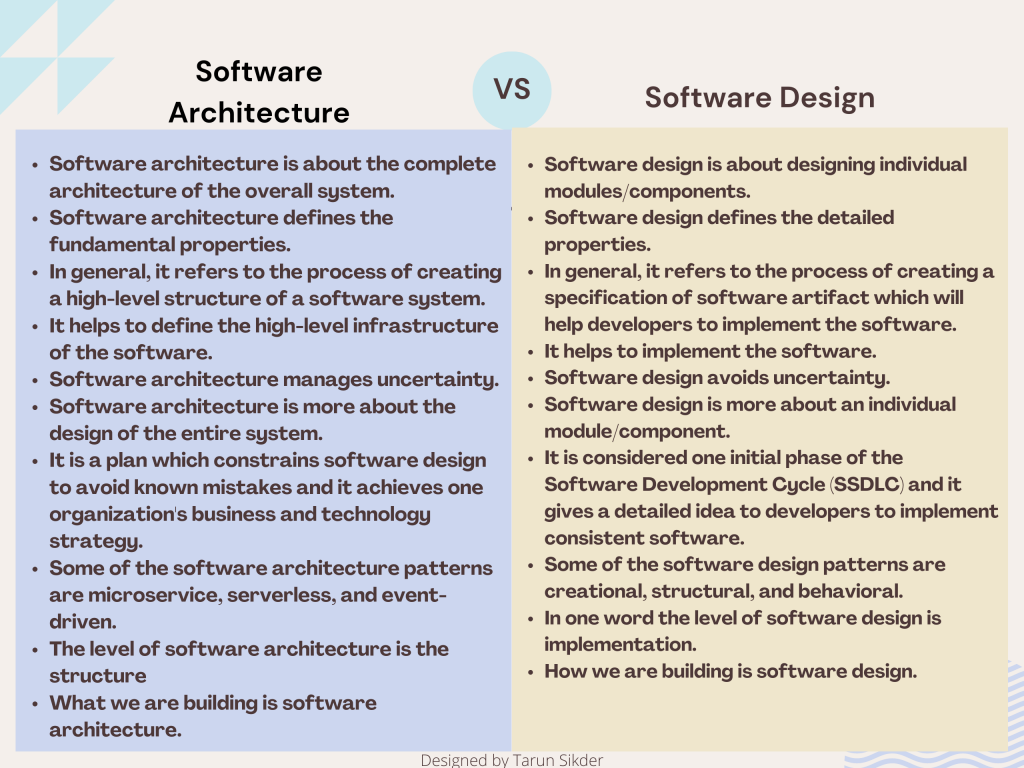 Software
Architecture
VS
Software Design
• Software architecture is about the complete
architecture of the overall system.
• Software architecture defines the
fundamental properties.
• In general, it refers to the process of creating
a high-level structure of a software system.
• It helps to define the high-level infrastructure
of the software.
• Software architecture manages uncertainty.
• Software architecture is more about the
design of the entire system.
• It is a plan which constrains software design
to avoid known mistakes and it achieves one
organization's business and technology
strategy.
• Some of the software architecture patterns
are microservice, serverless, and event-
driven.
• The level of software architecture is the
structure
• What we are building is software
architecture.
• Software design is about designing individual
modules/components.
• Software design defines the detailed
properties.
• In general, it refers to the process of creating a
specification of software artifact which will
help developers to implement the software.
• It helps to implement the software.
• Software design avoids uncertainty.
• Software design is more about an individual
module/component.
• It is considered one initial phase of the
Software Development Cycle (SSDLC) and it
gives a detailed idea to developers to implement
consistent software.
• Some of the software design patterns are
creational, structural, and behavioral.
• In one word the level of software design is
implementation.
• How we are building is software design.
Designed by Tarun Sikder